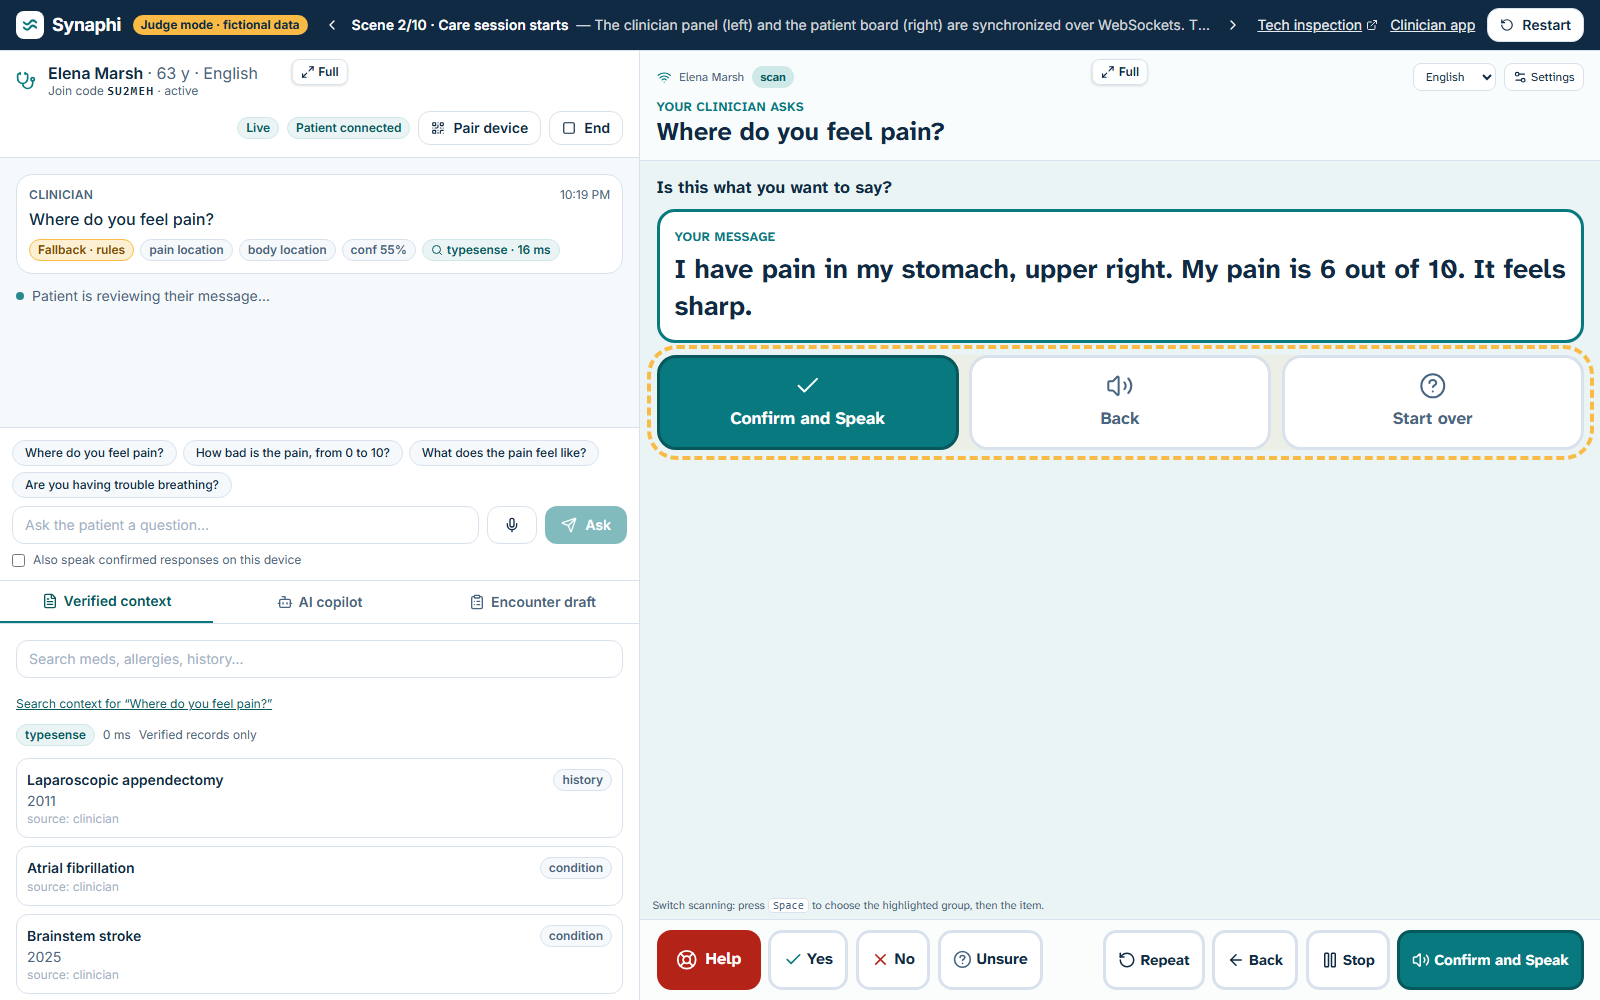 Synaphi
Judge mode · fictional data
Scene 2/10 · Care session starts — The clinician panel (left) and the patient board (right) are synchronized over WebSockets. T...
Tech inspection
Clinician app
Restart
Elena Marsh · 63 y · English
Join code SU2MEH · active
Full
Live
Patient connected
Pair device
End
CLINICIAN
10:19 PM
Where do you feel pain?
Fallback · rules
pain location
body location
conf 55%
typesense · 16 ms
Patient is reviewing their message...
Where do you feel pain?
How bad is the pain, from 0 to 10?
What does the pain feel like?
Are you having trouble breathing?
Ask the patient a question...
Ask
Also speak confirmed responses on this device
Verified context
AI copilot
Encounter draft
Search meds, allergies, history...
Search context for “Where do you feel pain?”
typesense
0 ms
Verified records only
Laparoscopic appendectomy
history
2011
source: clinician
Atrial fibrillation
condition
source: clinician
Brainstem stroke
condition
2025
source: clinician
Elena Marsh
scan
Full
English
Settings
YOUR CLINICIAN ASKS
Where do you feel pain?
Is this what you want to say?
YOUR MESSAGE
I have pain in my stomach, upper right. My pain is 6 out of 10. It feels
sharp.
Confirm and Speak
Back
Start over
Switch scanning: press Space to choose the highlighted group, then the item.
Help
Yes
No
Unsure
Repeat
Back
Stop
Confirm and Speak